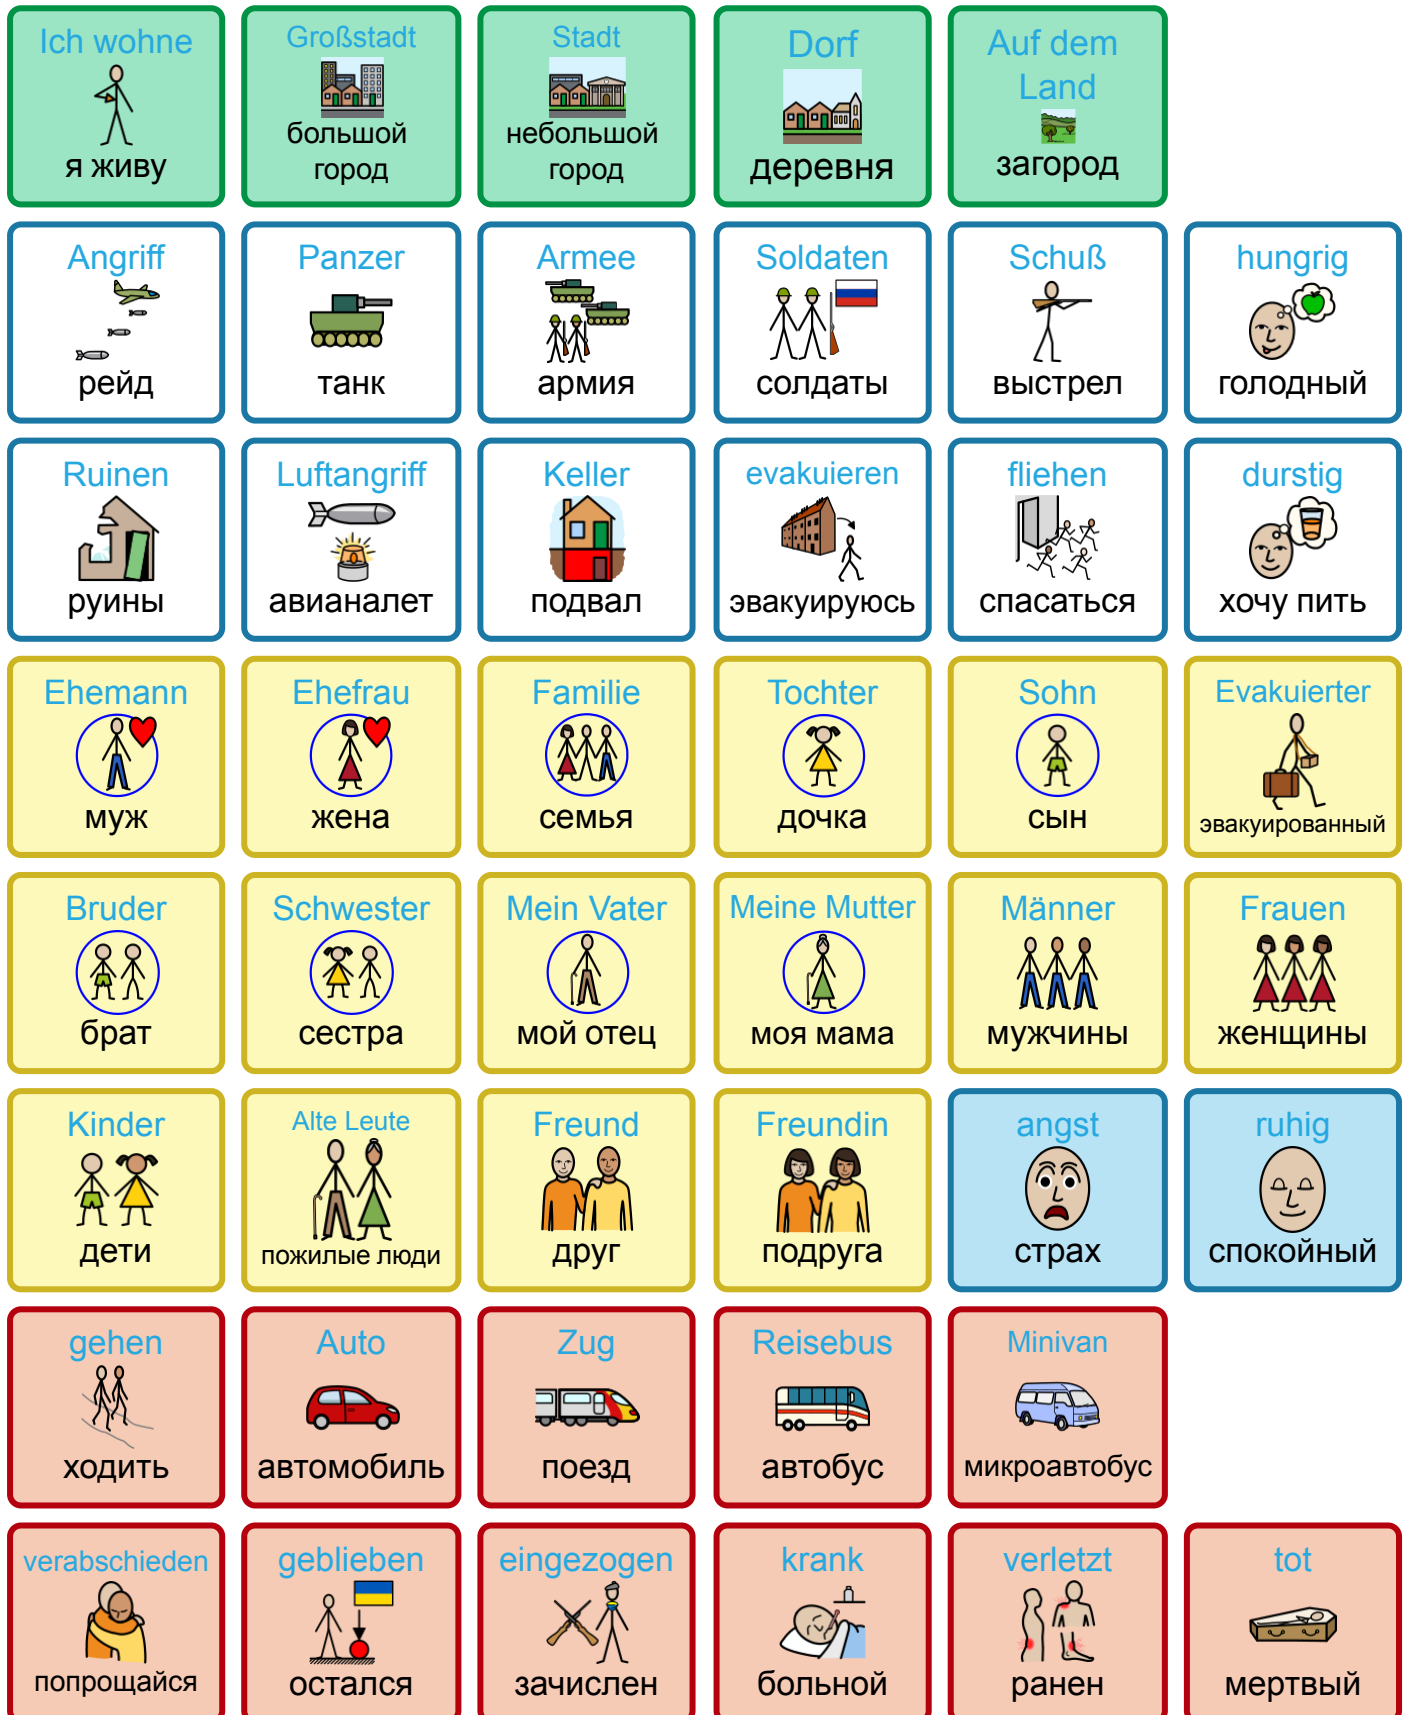 Ich wohne
я живу
Großstadt
большой
город
Stadt
небольшой
город
Dorf
деревня
Auf dem
Land
загород
Angriff
рейд
Panzer
танк
Armee
армия
Soldaten
солдаты
Schuß
выстрел
hungrig
голодный
Ruinen
руины
Luftangriff
авианалет
Keller
подвал
evakuieren
эвакуируюсь
fliehen
спасаться
durstig
хочу пить
Ehemann
муж
Ehefrau
жена
Familie
семья
Tochter
дочка
Sohn
сын
Evakuierter
эвакуированный
Bruder
брат
Schwester
сестра
Mein Vater
мой отец
Meine Mutter
моя мама
Männer
мужчины
Frauen
женщины
Kinder
дети
Alte Leute
пожилые люди
Freund
друг
Freundin
подруга
angst
страх
ruhig
спокойный
gehen
ходить
Auto
автомобиль
Zug
поезд
Reisebus
автобус
Minivan
микроавтобус
verabschieden
попрощайся
geblieben
остался
eingezogen
зачислен
krank
больной
verletzt
ранен
tot
мертвый